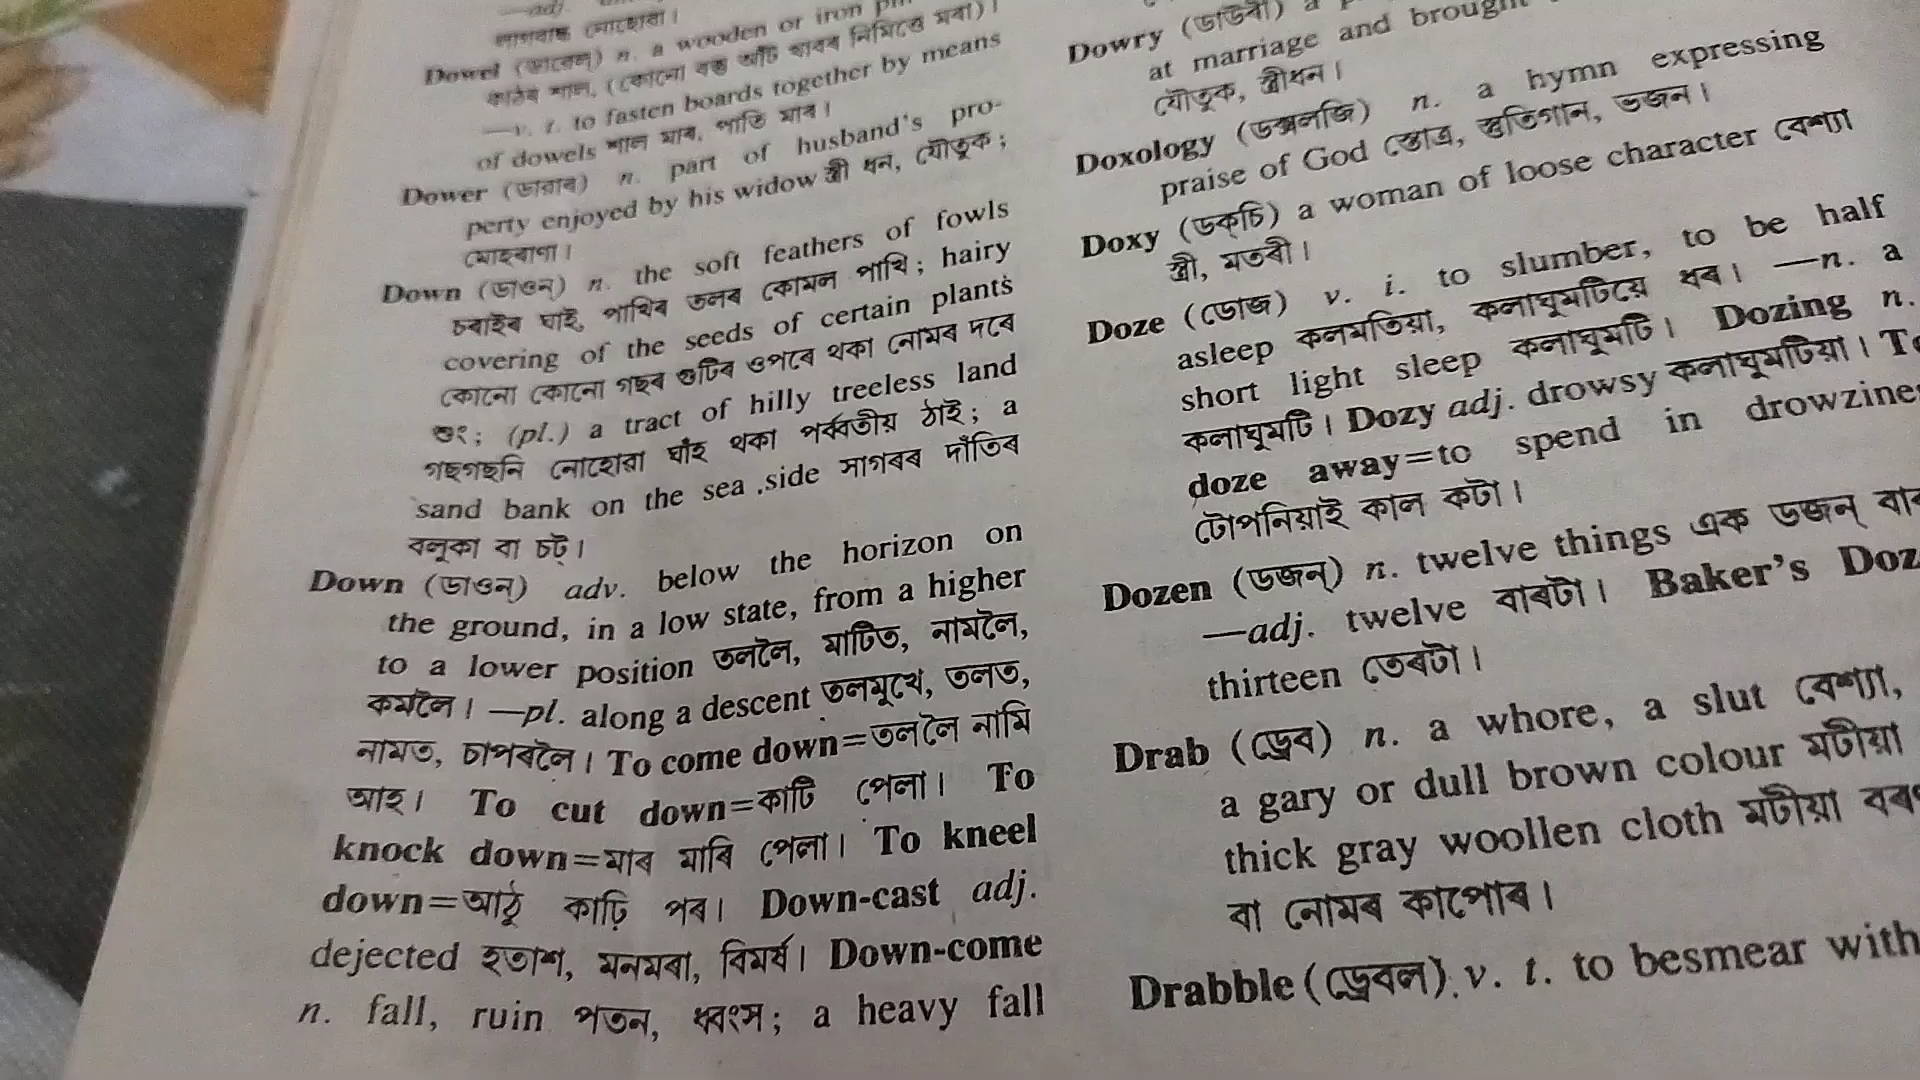 —adj.
Dowel (ডাৱেল) n. a wooden or iron
কাঠৰ শাল, (কোনো বস্তু আঁটি থাকৰ নিমিত্তে মৰা)।
—v. t. to fasten boards together by means
of dowels শাল মাৰ, পাতি মাৰ।
Dower (ডাৱাৰ) n. part of husband's pro-
perty enjoyed by his widow স্ত্ৰী ধন, যৌতুক;
মোহৰাণা।
Down (ডাওন্) n. the soft feathers of fowls
চৰাইৰ ঘাই, পাখিৰ তলৰ কোমল পাখি; hairy
covering of the seeds of certain plants
কোনো কোনো গছৰ গুটিৰ ওপৰে থকা নোমৰ দৰে
শুং; (pl.) a tract of hilly treeless land
গছগছনি নোহোৱা ঘাঁহ থকা পৰ্ব্বতীয় ঠাই; a
sand bank on the sea side সাগৰৰ দাঁতিৰ
বলূকা বা চট্।
Down (ডাওন্) adv. below the horizon on
the ground, in a low state, from a higher
to a lower position তললৈ, মাটিত, নামলৈ,
কমলৈ। —pl. along a descent তলমূখে, তলত,
নামত, চাপৰলৈ। To come down=তললৈ নামি
আহ। To cut down=কাটি পেলা। To
knock down=মাৰ মাৰি পেলা। To kneel
down=আঠু কাঢ়ি পৰ। Down-cast adj.
dejected হতাশ, মনমৰা, বিমৰ্ষ। Down-come
n. fall, ruin পতন, ধ্বংস; a heavy fall
Dowry (ডাউৰী) a
at marriage and brought
যৌতুক, স্ত্ৰীধন।
Doxology (ডক্সলজি) n. a hymn expressing
praise of God স্তোত্ৰ, স্তুতিগান, ভজন।
Doxy (ডক্চি) a woman of loose character বেশ্যা
স্ত্ৰী, মতৰী।
Doze (ডোজ) v. i. to slumber, to be half
asleep কলমতিয়া, কলাঘূমটিয়ে ধৰ। —n. a
short light sleep কলাঘূমটি। Dozing n.
কলাঘূমটি। Dozy adj. drowsy কলাঘূমটিয়া। To
doze away=to spend in drowzine
টোপনিয়াই কাল কটা।
Dozen (ডজন্) n. twelve things এক ডজন্
—adj. twelve বাৰটা। Baker's Doz
thirteen তেৰটা।
Drab (ড্ৰেব) n. a whore, a slut বেশ্যা,
a gary or dull brown colour মটীয়া
thick gray woollen cloth মটীয়া
বা নোমৰ কাপোৰ।
Drabble (ড্ৰেবল) v. t. to besmear with